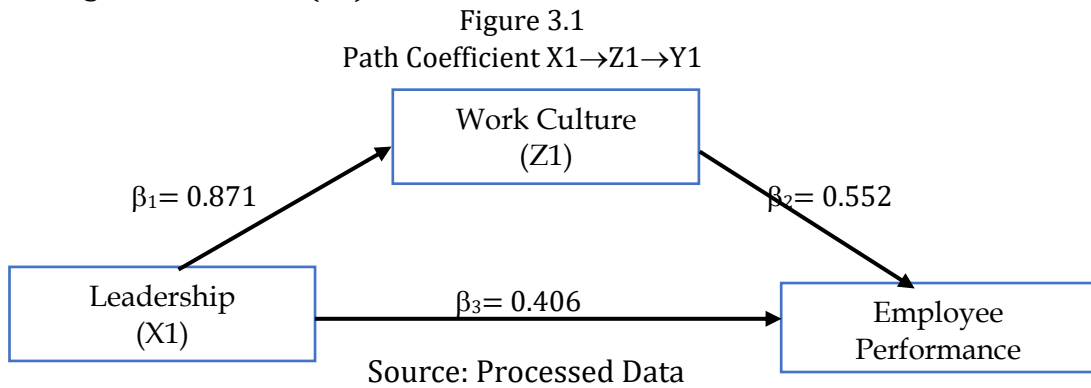 Figure 3.1
Path Coefficient X1→Z1→Y1
Work Culture
(Z1)
β₁= 0.871
β₂= 0.552
Leadership
(X1)
β₃= 0.406
Employee
Performance
Source: Processed Data